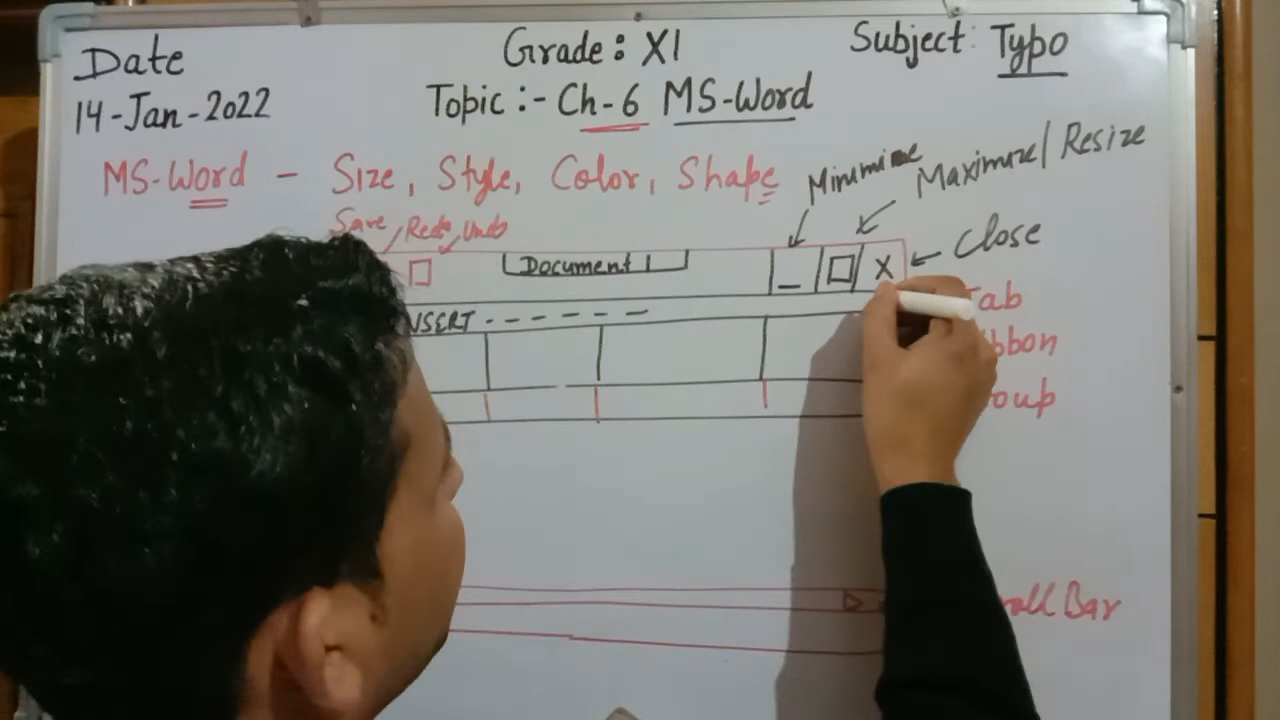 Date
Grade: XI
Subject: Typo
14-Jan-2022
Topic :- Ch-6 MS-Word
MS-Word - Size, Style, Color, Shape
Minimize
Maximize/Resize
Save/Redo/Undo
Document 1
_ X
Close
NSERT - - - - - - -
Tab
bbon
oup
oll Bar